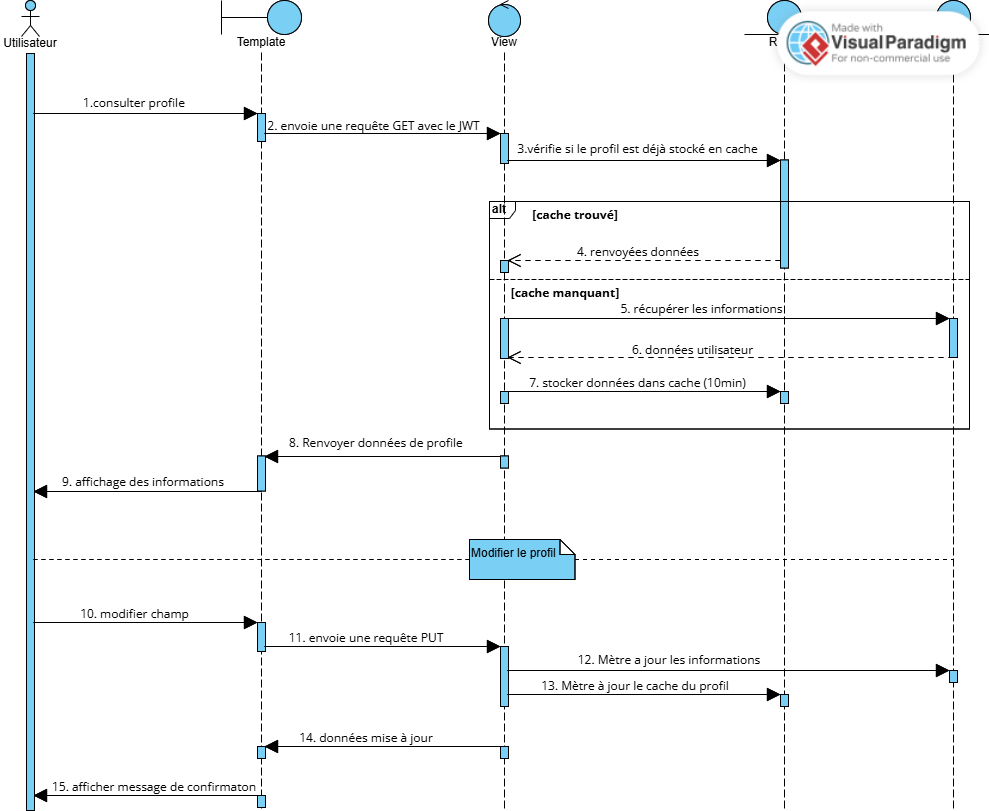 Utilisateur
Template
View
Made with
VisualParadigm
For non-commercial use
1.consulter profile
2. envoie une requête GET avec le JWT
3.vérifie si le profil est déjà stocké en cache
alt
[cache trouvé]
4. renvoyées données
[cache manquant]
5. récupérer les informations
6. données utilisateur
7. stocker données dans cache (10min)
8. Renvoyer données de profile
9. affichage des informations
Modifier le profil
10. modifier champ
11. envoie une requête PUT
12. Mètre a jour les informations
13. Mètre à jour le cache du profil
14. données mise à jour
15. afficher message de confirmaton